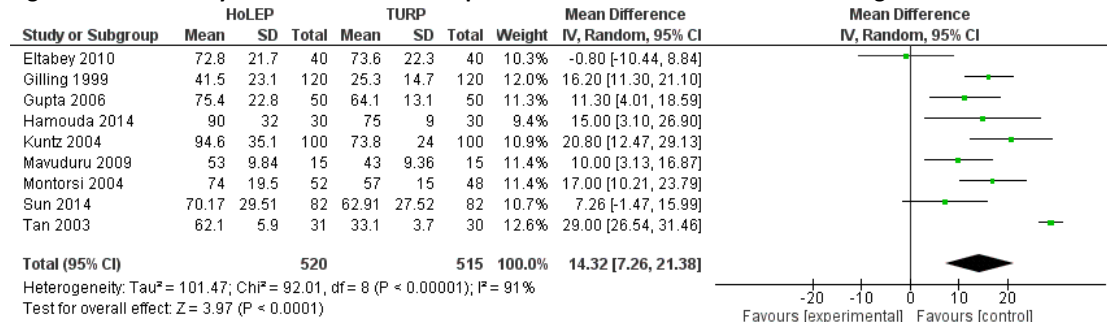 HoLEP TURP Mean Difference Mean Difference
Study or Subgroup Mean SD Total Mean SD Total Weight IV, Random, 95% CI IV, Random, 95% CI
Eltabey 2010 72.8 21.7 40 73.6 22.3 40 10.3% -0.80 [-10.44, 8.84]
Gilling 1999 41.5 23.1 120 25.3 14.7 120 12.0% 16.20 [11.30, 21.10]
Gupta 2006 75.4 22.8 50 64.1 13.1 50 11.3% 11.30 [4.01, 18.59]
Hamouda 2014 90 32 30 75 9 30 9.4% 15.00 [3.10, 26.90]
Kuntz 2004 94.6 35.1 100 73.8 24 100 10.9% 20.80 [12.47, 29.13]
Mavuduru 2009 53 9.84 15 43 9.36 15 11.4% 10.00 [3.13, 16.87]
Montorsi 2004 74 19.5 52 57 15 48 11.4% 17.00 [10.21, 23.79]
Sun 2014 70.17 29.51 82 62.91 27.52 82 10.7% 7.26 [-1.47, 15.99]
Tan 2003 62.1 5.9 31 33.1 3.7 30 12.6% 29.00 [26.54, 31.46]
Total (95% CI) 520 515 100.0% 14.32 [7.26, 21.38]
Heterogeneity: Tau² = 101.47; Chi² = 92.01, df = 8 (P < 0.00001); I² = 91%
Test for overall effect: Z = 3.97 (P < 0.0001)
-20 -10 0 10 20
Favours [experimental] Favours [control]